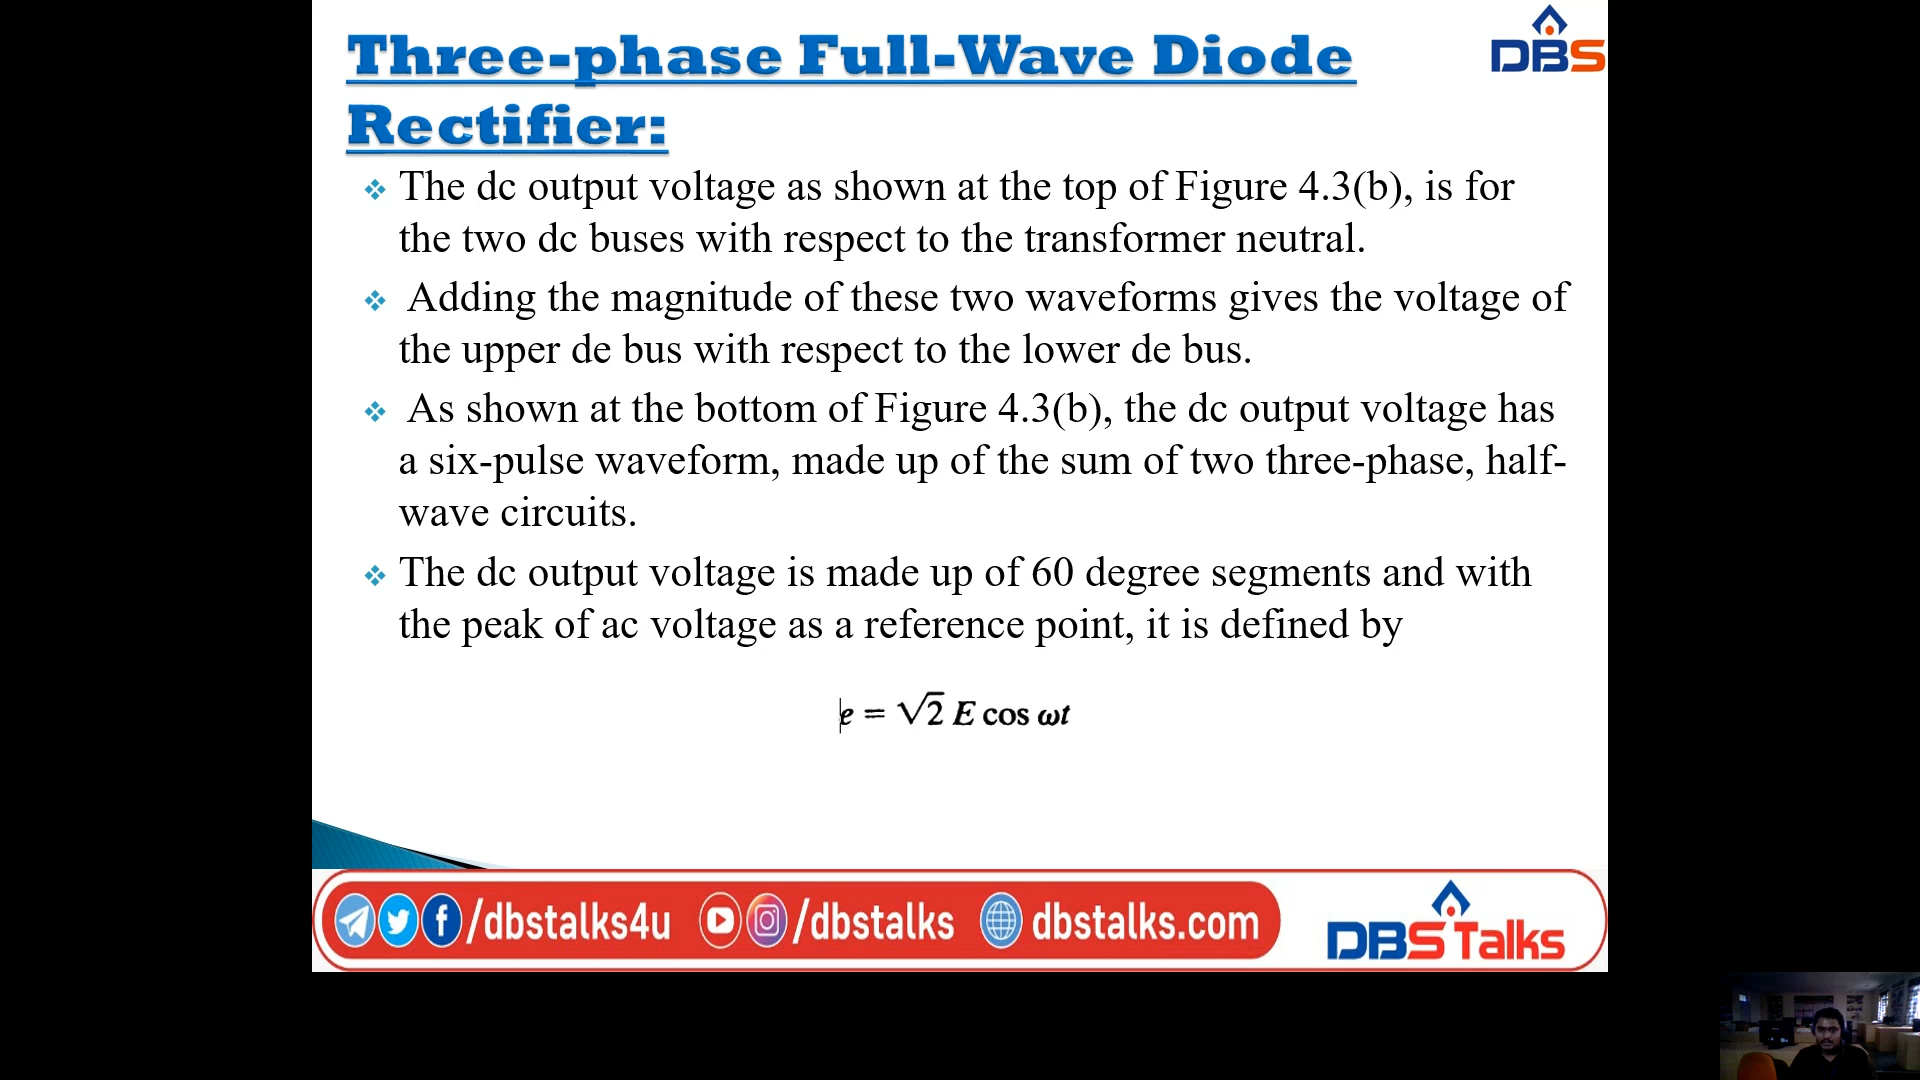 Three-phase Full-Wave Diode
Rectifier:
DBS
The dc output voltage as shown at the top of Figure 4.3(b), is for
the two dc buses with respect to the transformer neutral.
Adding the magnitude of these two waveforms gives the voltage of
the upper de bus with respect to the lower de bus.
As shown at the bottom of Figure 4.3(b), the dc output voltage has
a six-pulse waveform, made up of the sum of two three-phase, half-
wave circuits.
The dc output voltage is made up of 60 degree segments and with
the peak of ac voltage as a reference point, it is defined by
e = √2 E cos ωt
/dbstalks4u /dbstalks dbstalks.com
DBS Talks